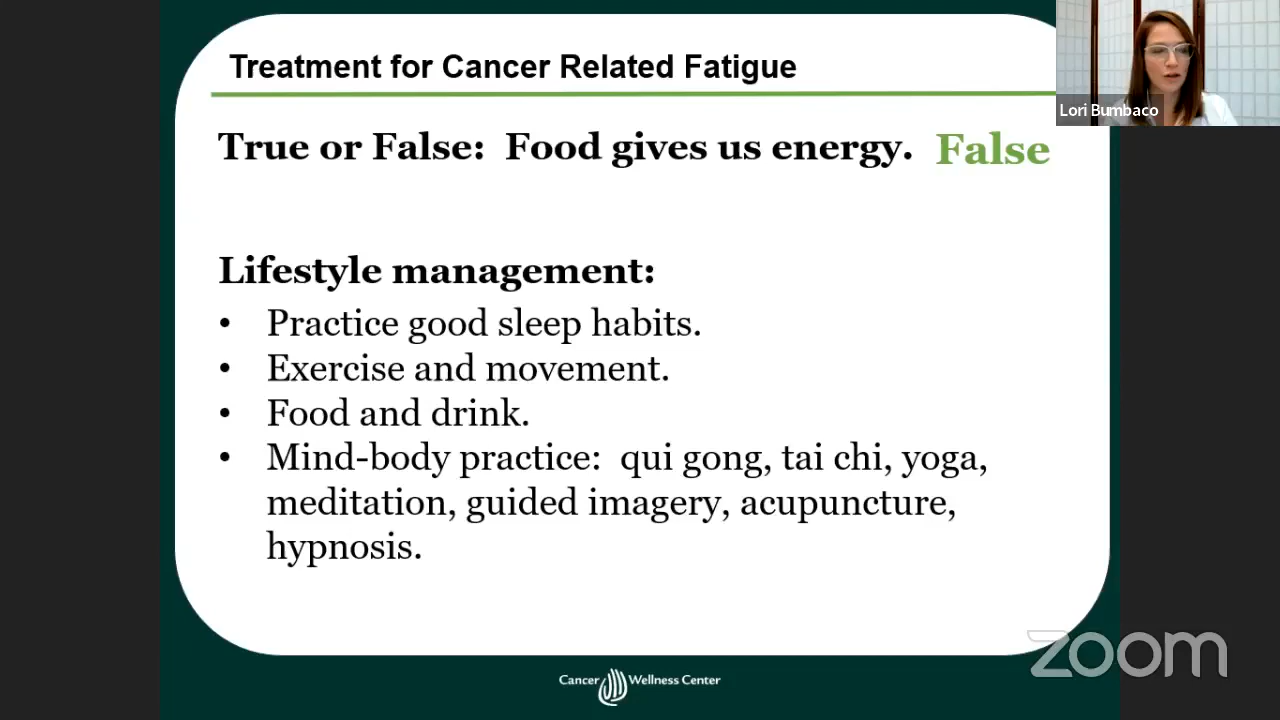 Treatment for Cancer Related Fatigue
Lori Bumbaco
True or False: Food gives us energy. False
Lifestyle management:
• Practice good sleep habits.
• Exercise and movement.
• Food and drink.
• Mind-body practice: qui gong, tai chi, yoga,
meditation, guided imagery, acupuncture,
hypnosis.
zoom
Cancer Wellness Center